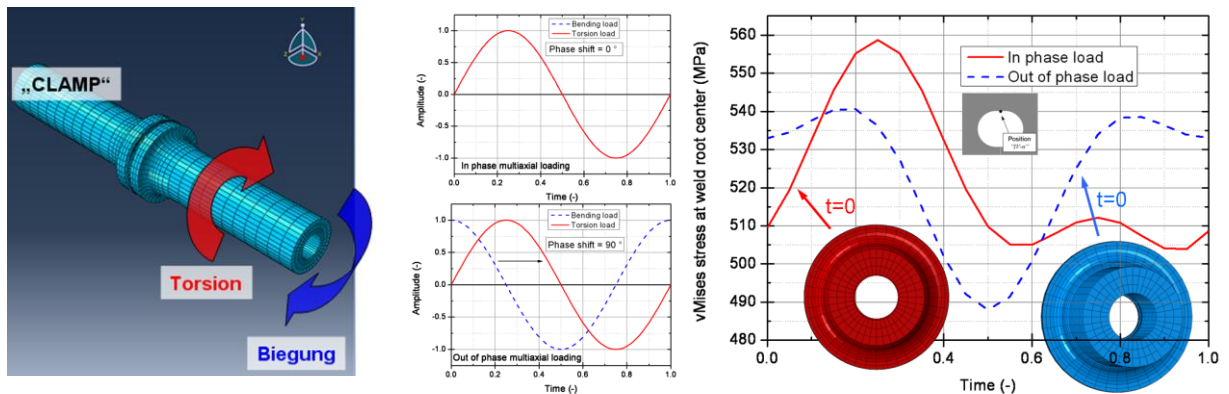 „CLAMP“
Y
Z
X
Torsion
Biegung
Amplitude (-)
1.0
0.5
0.0
-0.5
-1.0
Bending load
Torsion load
Phase shift = 0 °
In phase multiaxial loading
0.0 0.2 0.4 0.6 0.8 1.0
Time (-)
Amplitude (-)
1.0
0.5
0.0
-0.5
-1.0
Bending load
Torsion load
Phase shift = 90 °
Out of phase multiaxial loading
0.0 0.2 0.4 0.6 0.8 1.0
Time (-)
vMises stress at weld root center (MPa)
560
550
540
530
520
510
500
490
480
In phase load
Out of phase load
Position
t=0
t=0
0.0 0.2 0.4 0.6 0.8 1.0
Time (-)